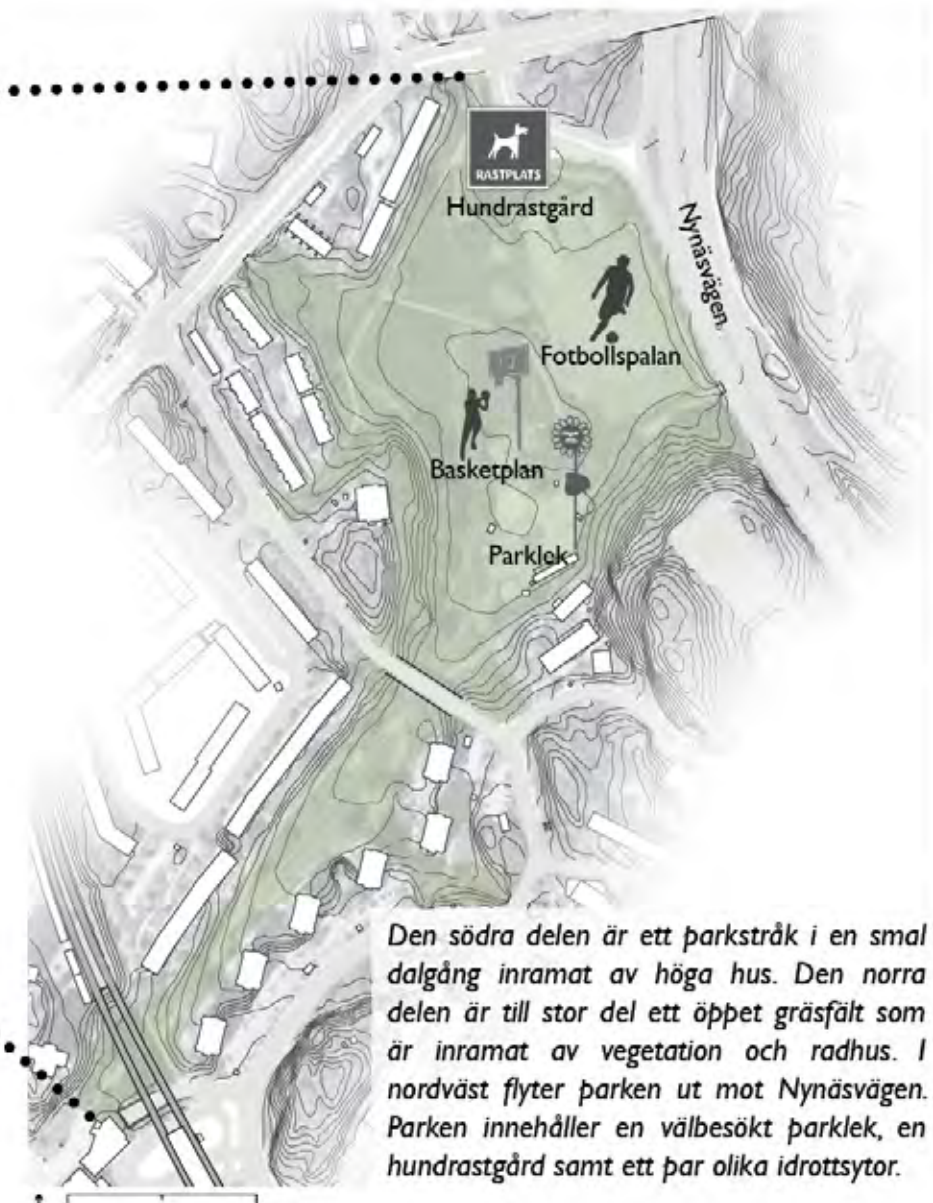 RASTPLATS
Hundrastgård
Nynäsvägen
Fotbollspalan
Basketplan
Parklek
Den södra delen är ett parkstråk i en smal
dalgång inramat av höga hus. Den norra
delen är till stor del ett öppet gräsfält som
är inramat av vegetation och radhus. I
nordväst flyter parken ut mot Nynäsvägen.
Parken innehåller en välbesökt parklek, en
hundrastgård samt ett par olika idrottsytor.